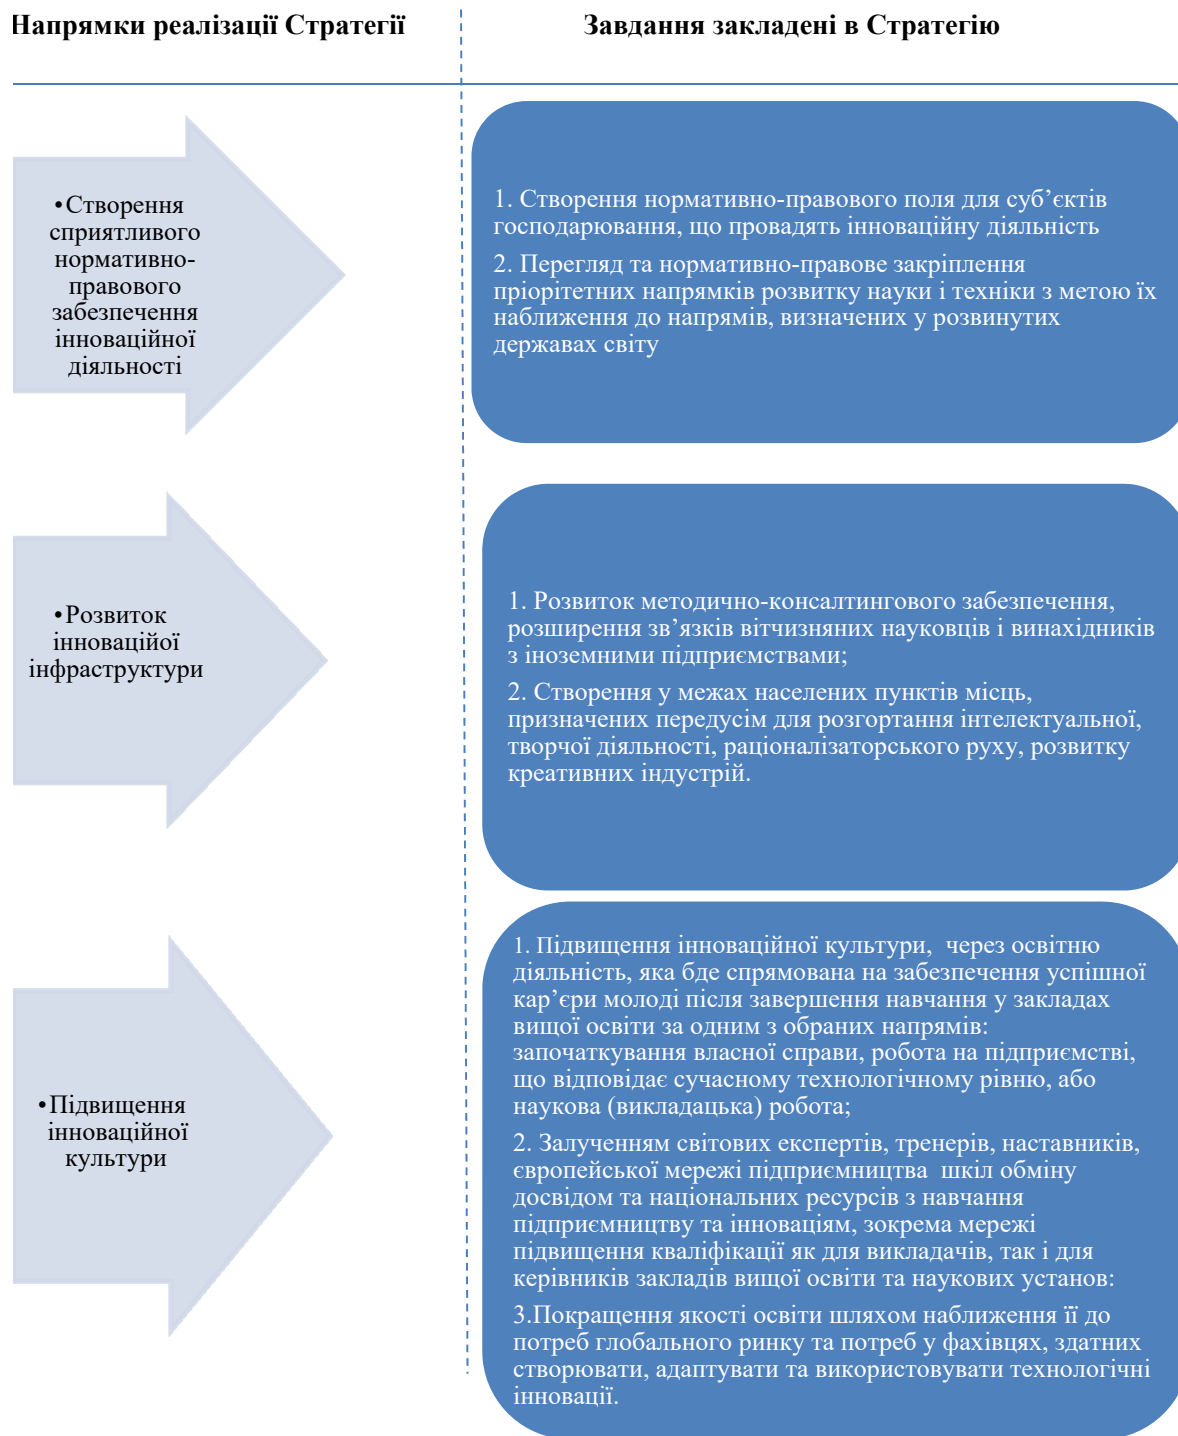 Напрямки реалізації Стратегії
Завдання закладені в Стратегію
•Створення
сприятливого
нормативно-
правового
забезпечення
інноваційної
діяльності
1. Створення нормативно-правового поля для суб’єктів
господарювання, що провадять інноваційну діяльність
2. Перегляд та нормативно-правове закріплення
пріорітетних напрямків розвитку науки і техніки з метою їх
наближення до напрямів, визначених у розвинутих
державах світу
•Розвиток
інноваційої
інфраструктури
1. Розвиток методично-консалтингового забезпечення,
розширення зв’язків вітчизняних науковців і винахідників
з іноземними підприємствами;
2. Створення у межах населених пунктів місць,
призначених передусім для розгортання інтелектуальної,
творчої діяльності, раціоналізаторського руху, розвитку
креативних індустрій.
•Підвищення
інноваційної
культури
1. Підвищення інноваційної культури, через освітню
діяльність, яка бде спрямована на забезпечення успішної
кар’єри молоді після завершення навчання у закладах
вищої освіти за одним з обраних напрямів:
започаткування власної справи, робота на підприємстві,
що відповідає сучасному технологічному рівню, або
наукова (викладацька) робота;
2. Залученням світових експертів, тренерів, наставників,
європейської мережі підприємництва шкіл обміну
досвідом та національних ресурсів з навчання
підприємництву та інноваціям, зокрема мережі
підвищення кваліфікації як для викладачів, так і для
керівників закладів вищої освіти та наукових установ:
3.Покращення якості освіти шляхом наближення її до
потреб глобального ринку та потреб у фахівцях, здатних
створювати, адаптувати та використовувати технологічні
інновації.